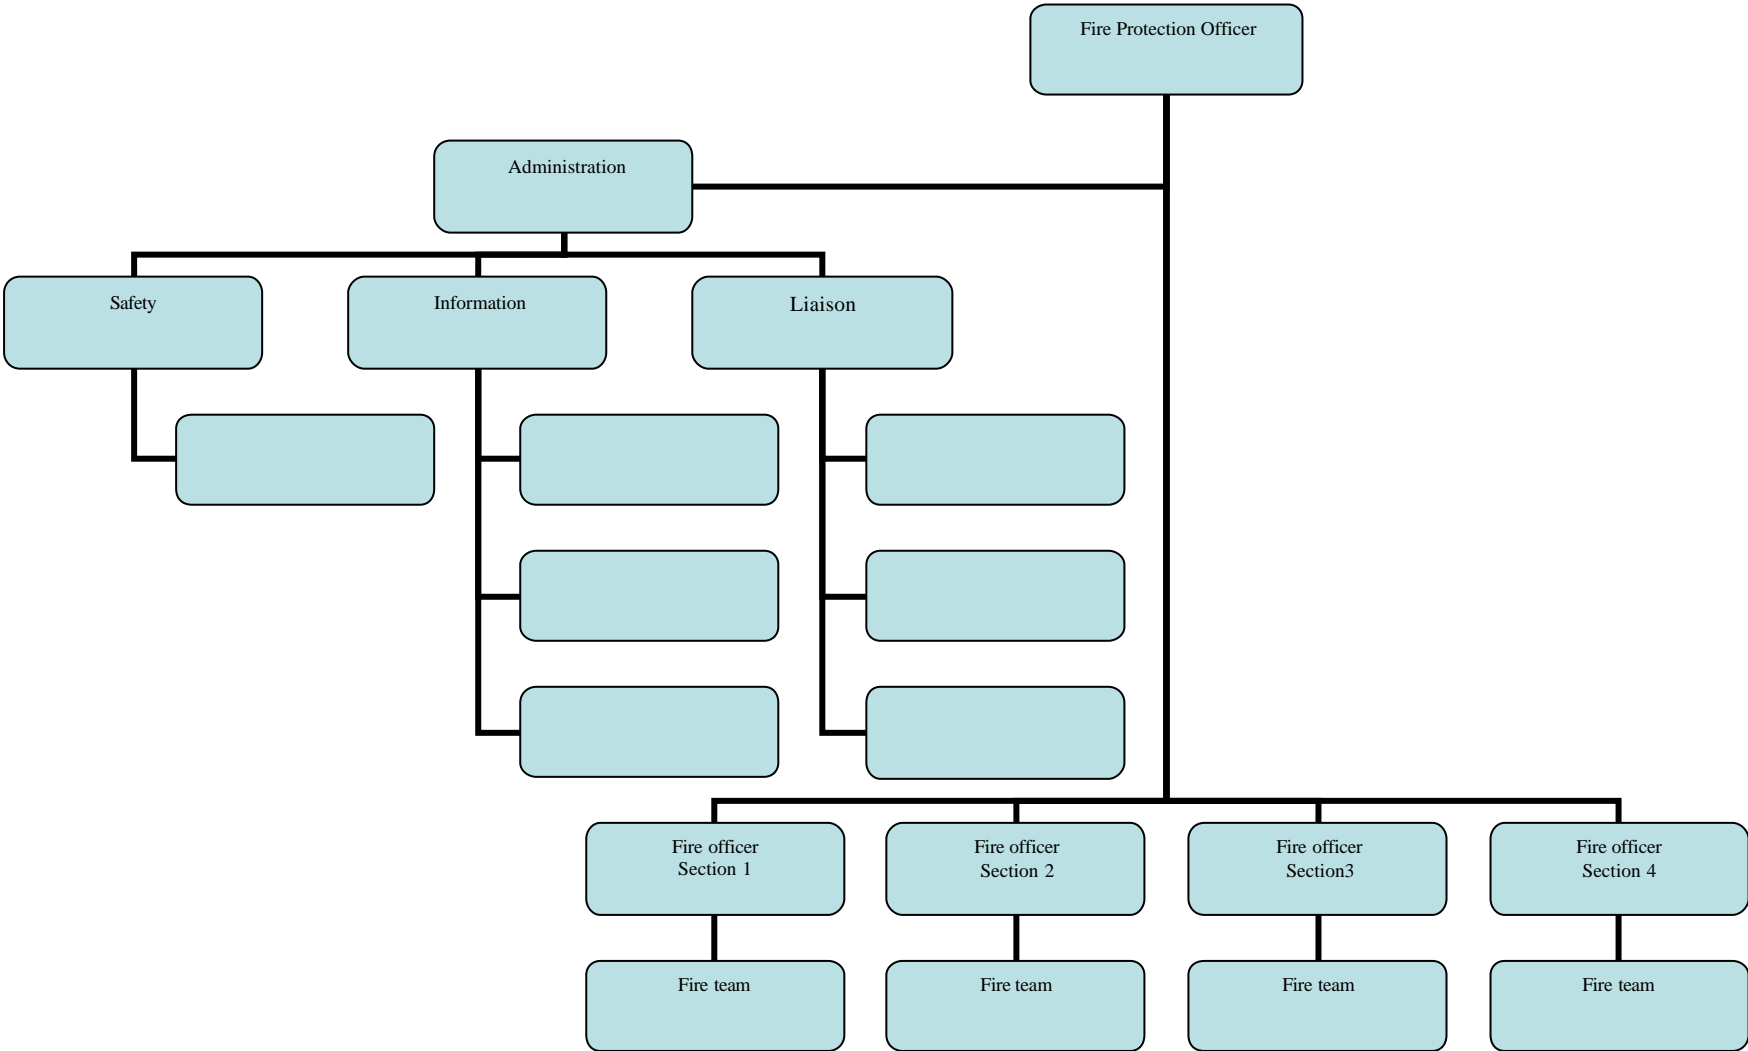 Fire Protection Officer
Administration
Safety
Information
Liaison
Fire officer
Section 1
Fire officer
Section 2
Fire officer
Section3
Fire officer
Section 4
Fire team
Fire team
Fire team
Fire team